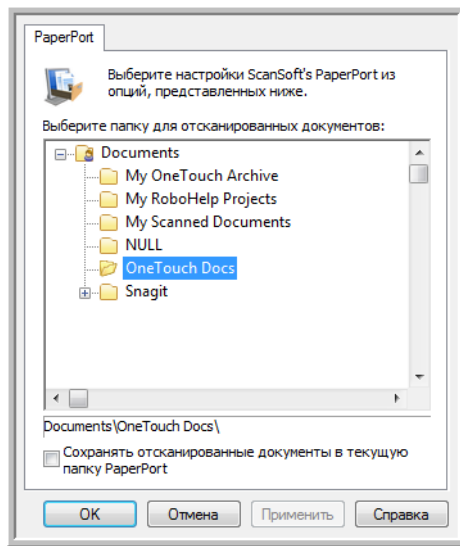 PaperPort
Выберите настройки ScanSoft's PaperPort из
опций, представленных ниже.
Выберите папку для отсканированных документов:
Documents
My OneTouch Archive
My RoboHelp Projects
My Scanned Documents
NULL
OneTouch Docs
Snagit
Documents\OneTouch Docs\
Сохранять отсканированные документы в текущую
папку PaperPort
OK Отмена Применить Справка